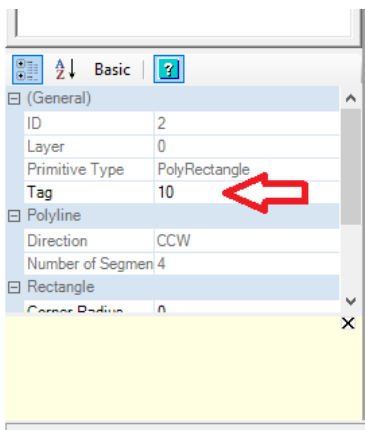 A Z Basic ?
(General)
ID 2
Layer 0
Primitive Type PolyRectangle
Tag 10
Polyline
Direction CCW
Number of Segmen 4
Rectangle
Corner Radius 0